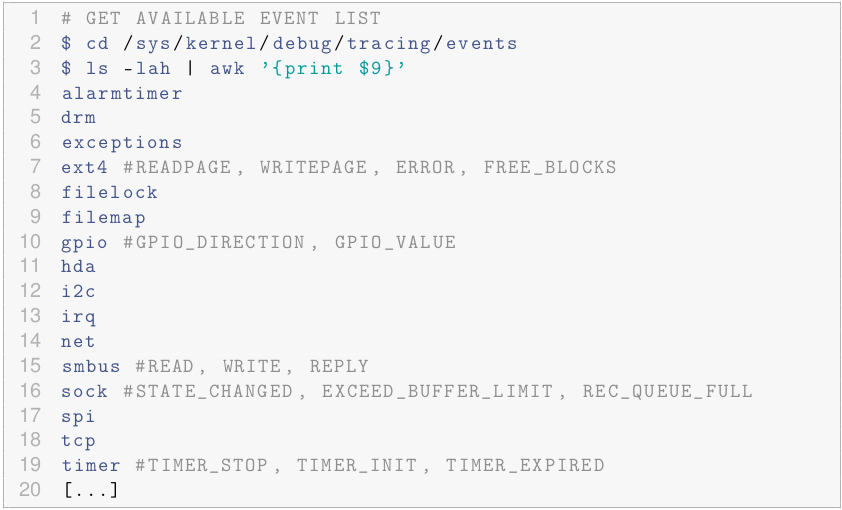 1 # GET AVAILABLE EVENT LIST
2 $ cd /sys/kernel/debug/tracing/events
3 $ ls -lah | awk ’{print $9}’
4 alarmtimer
5 drm
6 exceptions
7 ext4 #READPAGE, WRITEPAGE, ERROR, FREE_BLOCKS
8 filelock
9 filemap
10 gpio #GPIO_DIRECTION, GPIO_VALUE
11 hda
12 i2c
13 irq
14 net
15 smbus #READ, WRITE, REPLY
16 sock #STATE_CHANGED, EXCEED_BUFFER_LIMIT, REC_QUEUE_FULL
17 spi
18 tcp
19 timer #TIMER_STOP, TIMER_INIT, TIMER_EXPIRED
20 [...]